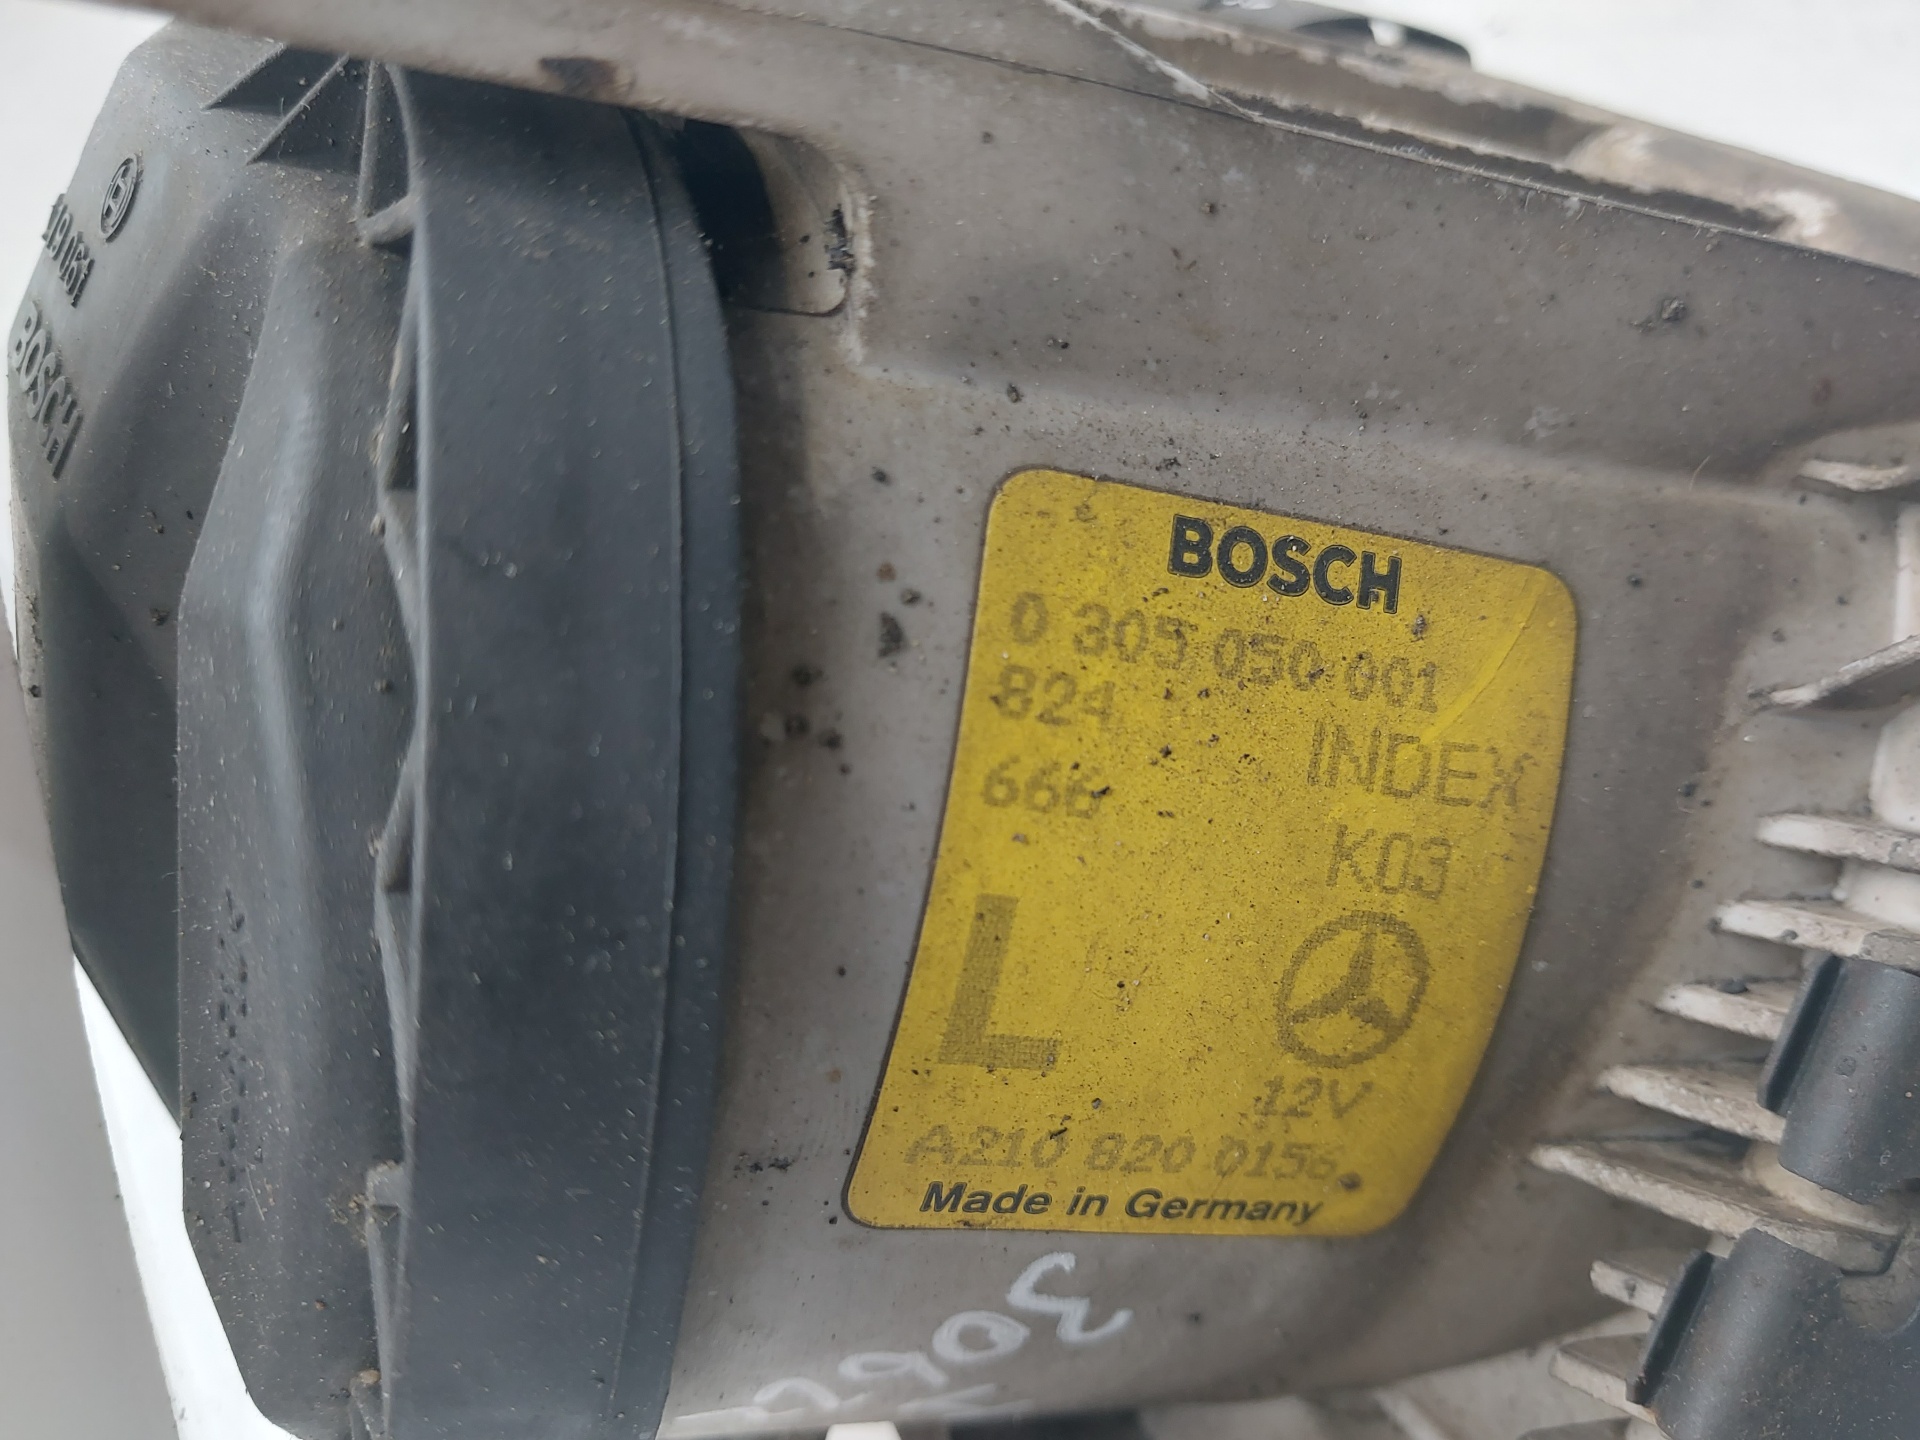 BOSCH
BOSCH
0 305 050 001
824 INDEX
666 K03
L
12V
A210 820 0156
Made in Germany